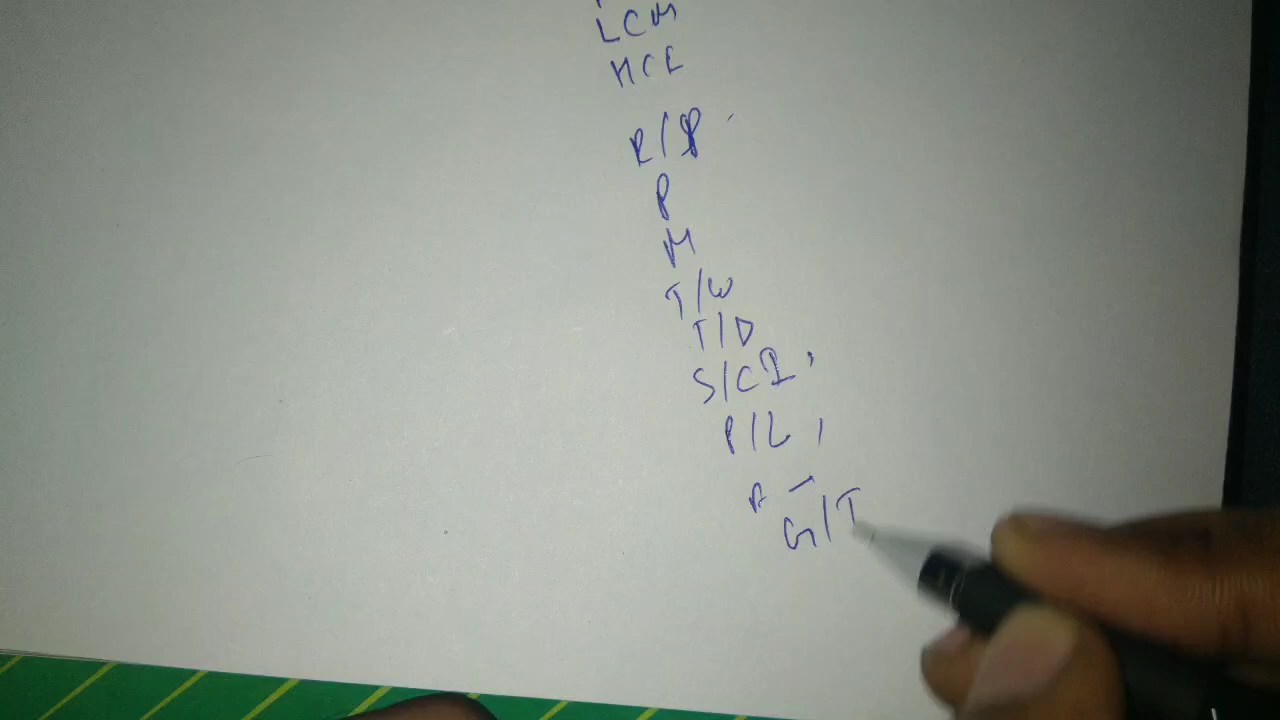 LCM
HCF
R/P
P
M
T/W
T/D
S/CI,
P/L,
A -
G/T